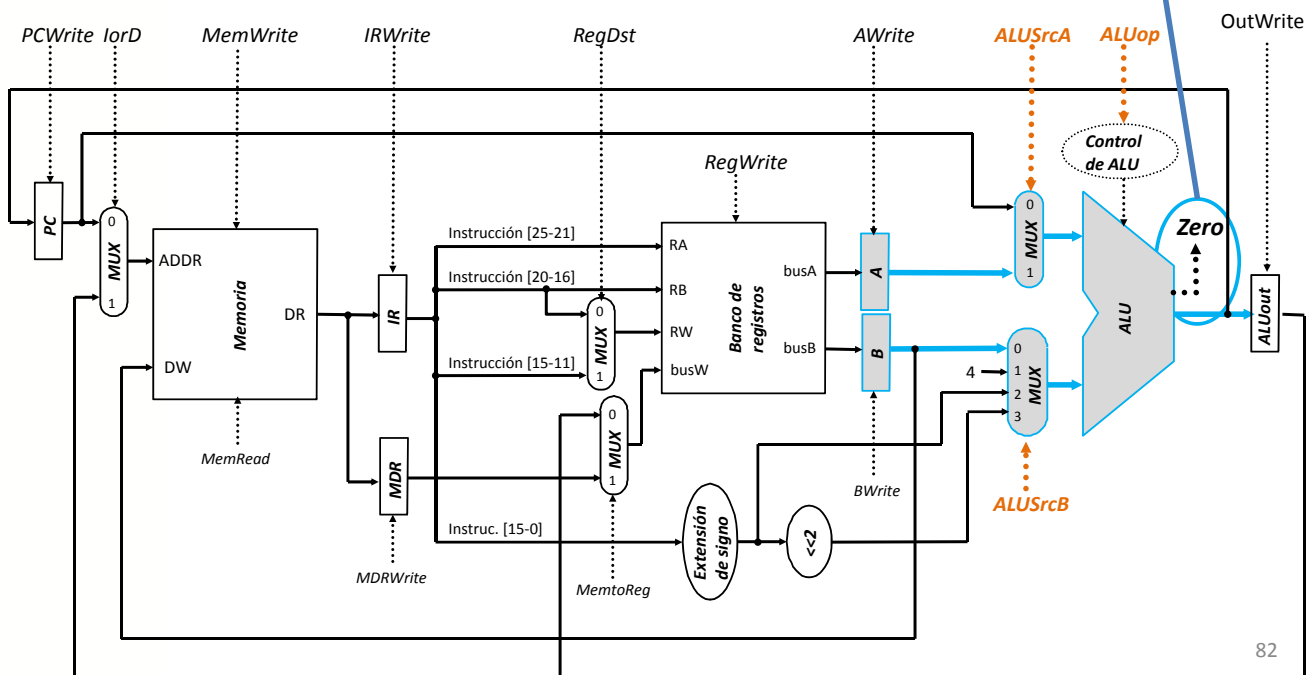 PCWrite IorD MemWrite IRWrite RegDst AWrite ALUSrcA ALUop OutWrite
Control
de ALU
RegWrite
PC
0
MUX
1
ADDR
DW
Memoria
DR
MemRead
IR
MDR
MDRWrite
Instrucción [25-21]
Instrucción [20-16]
Instrucción [15-11]
Instruc. [15-0]
0
MUX
1
0
MUX
1
MemtoReg
RA
RB
RW
busW
Banco de
registros
busA
busB
A
B
BWrite
Extensión
de signo
<<2
0
MUX
1
4
0
1
2
3
MUX
ALUSrcB
ALU
Zero
ALUout
82